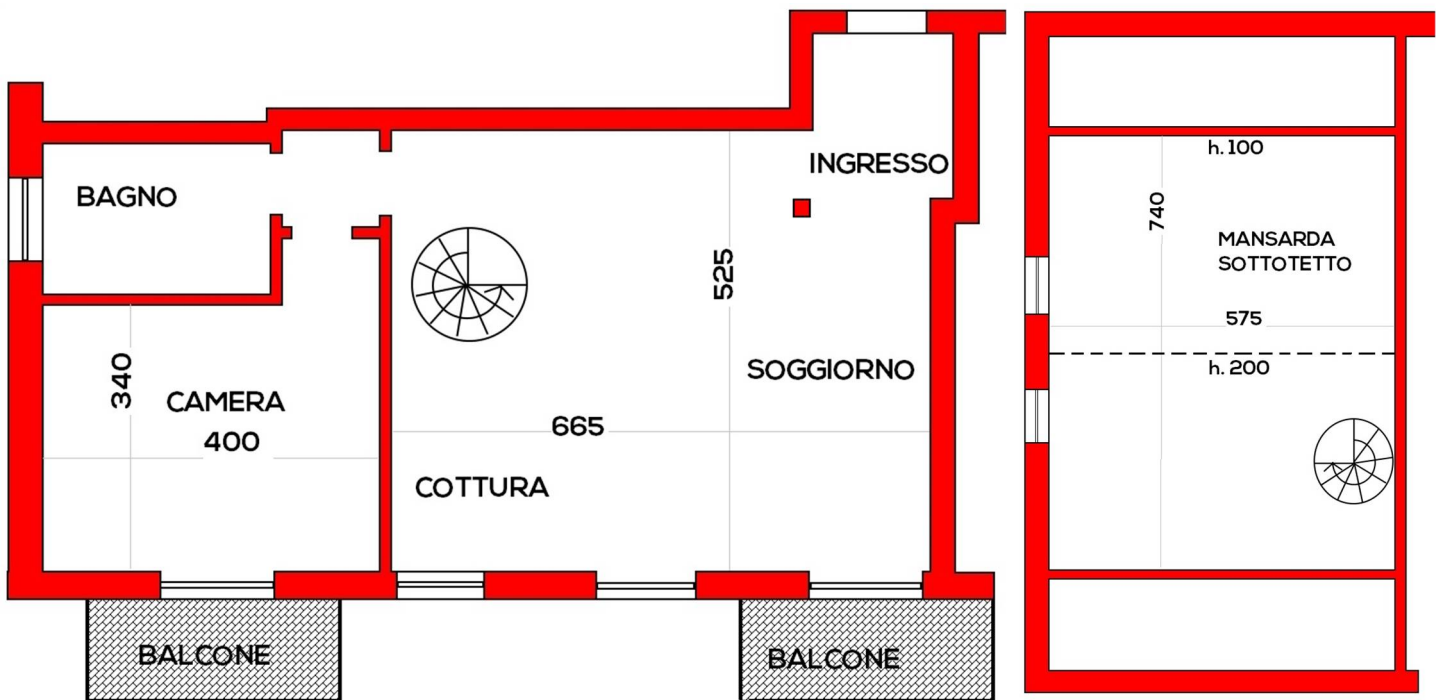 BAGNO
INGRESSO
525
340
CAMERA
400
SOGGIORNO
665
COTTURA
BALCONE
BALCONE
h. 100
740
MANSARDA
SOTTOTETTO
575
h. 200